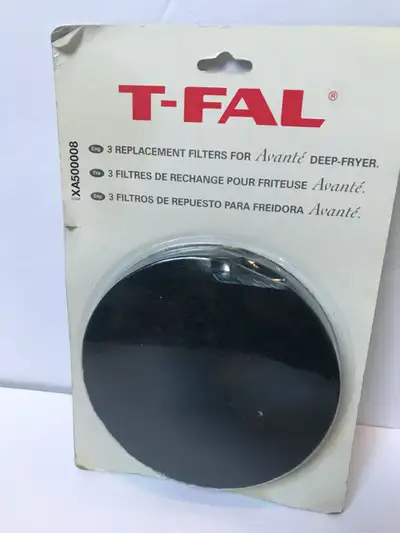 T-FAL®
Eng 3 REPLACEMENT FILTERS FOR Avanté DEEP-FRYER.
Fre 3 FILTRES DE RECHANGE POUR FRITEUSE Avanté.
Esp 3 FILTROS DE REPUESTO PARA FREIDORA Avanté.
XA500008